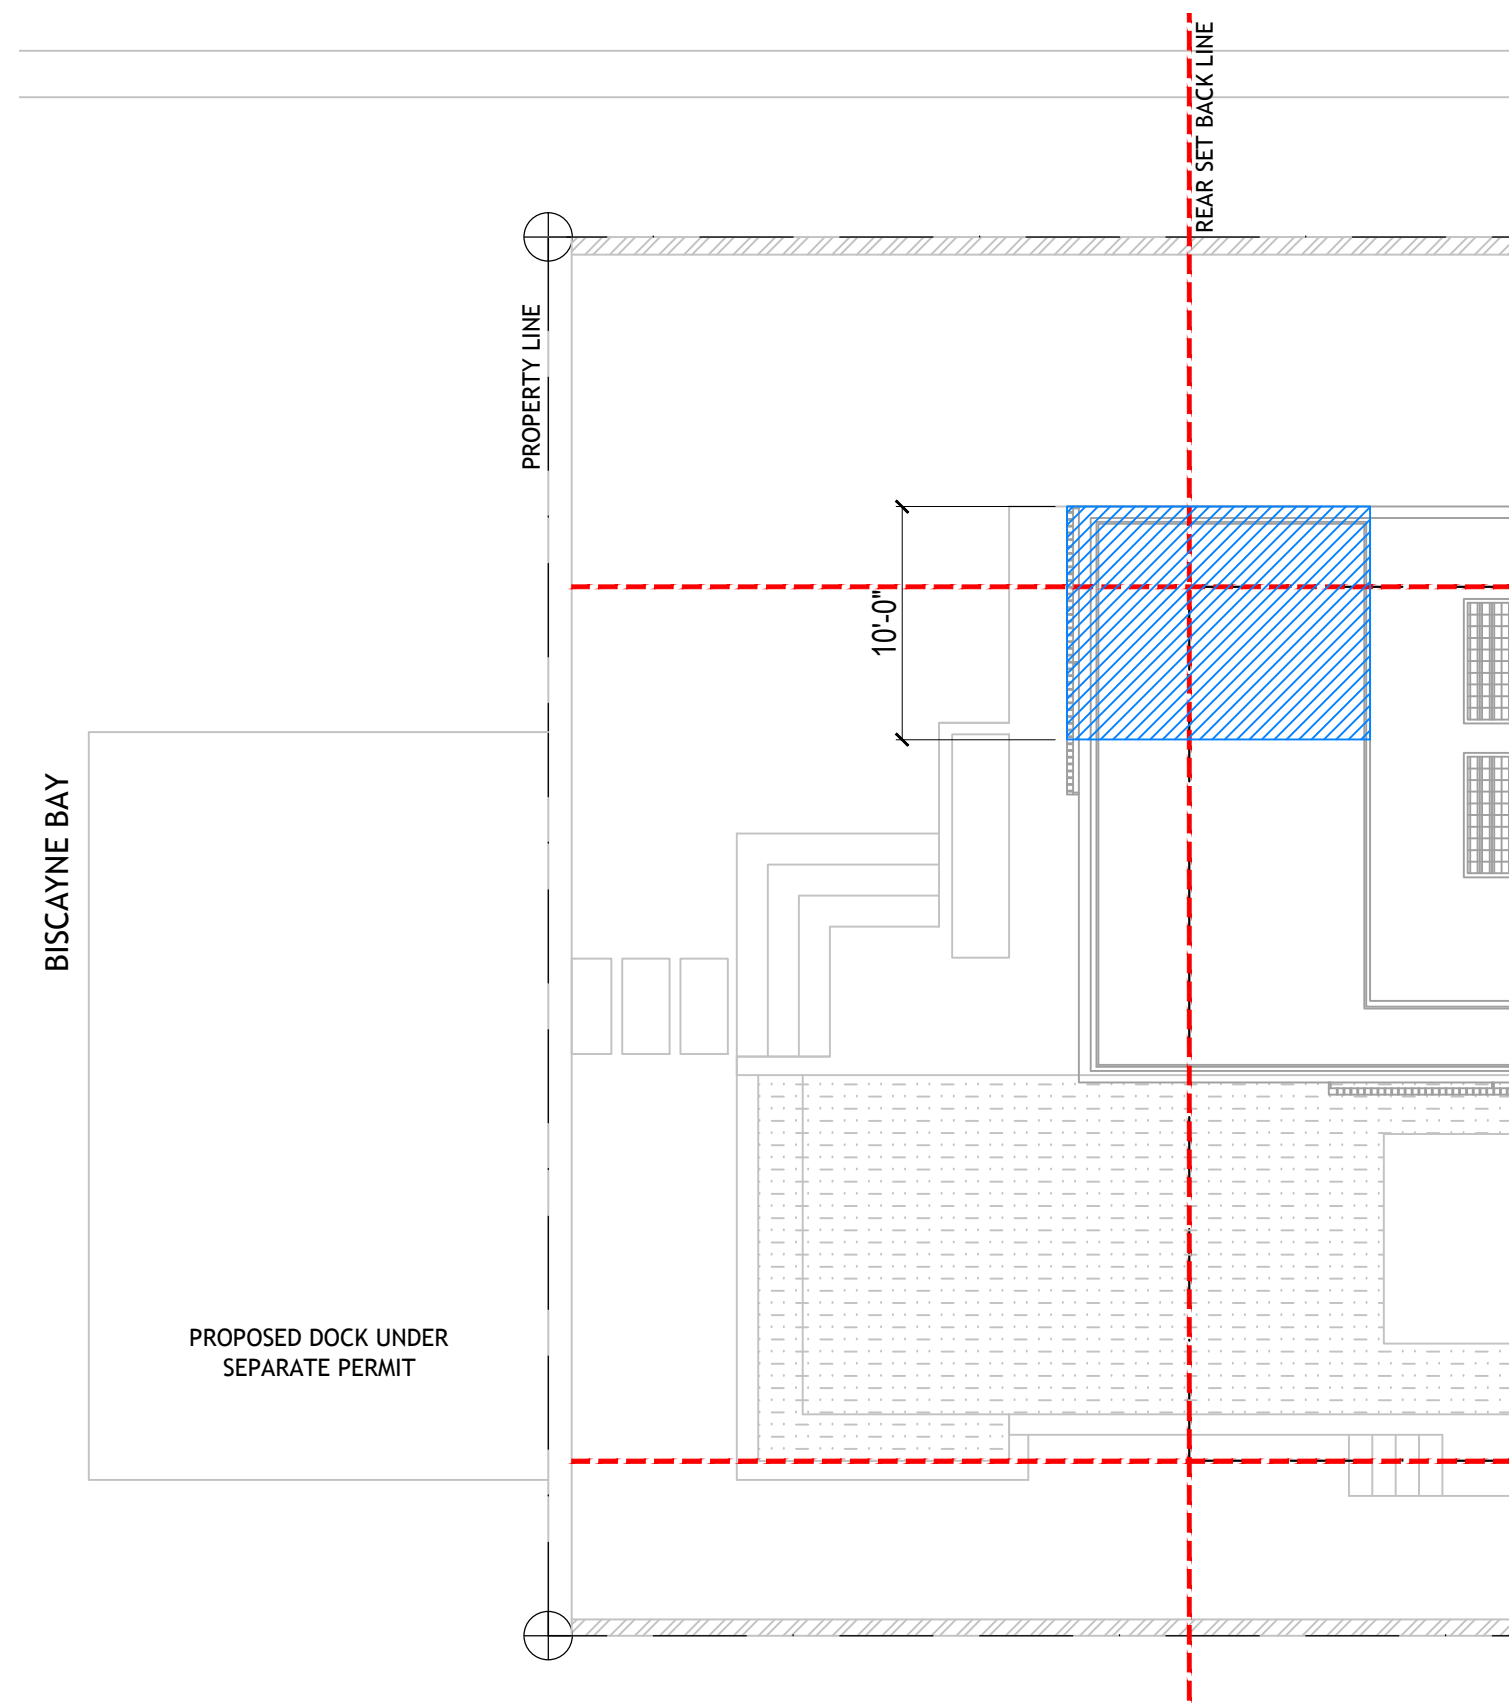 REAR SET BACK LINE
PROPERTY LINE
10'-0"
BISCAYNE BAY
PROPOSED DOCK UNDER
SEPARATE PERMIT